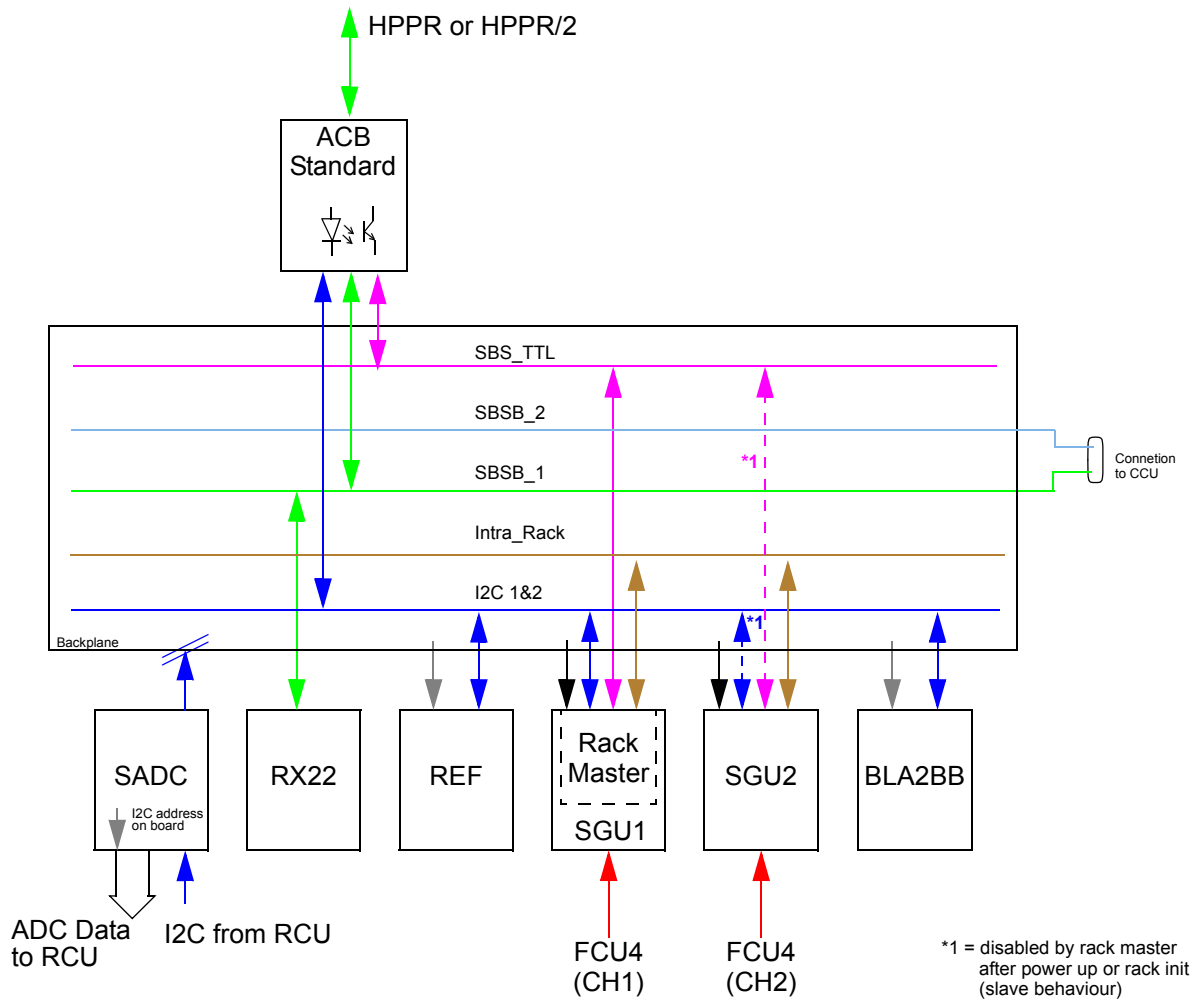 HPPR or HPPR/2
ACB
Standard
SBS_TTL
SBSB_2
*1
SBSB_1
Connetion
to CCU
Intra_Rack
I2C 1&2
*1
Backplane
SADC
I2C address
on board
RX22
REF
Rack
Master
SGU1
SGU2
BLA2BB
ADC Data
to RCU
I2C from RCU
FCU4
(CH1)
FCU4
(CH2)
*1 = disabled by rack master
after power up or rack init
(slave behaviour)